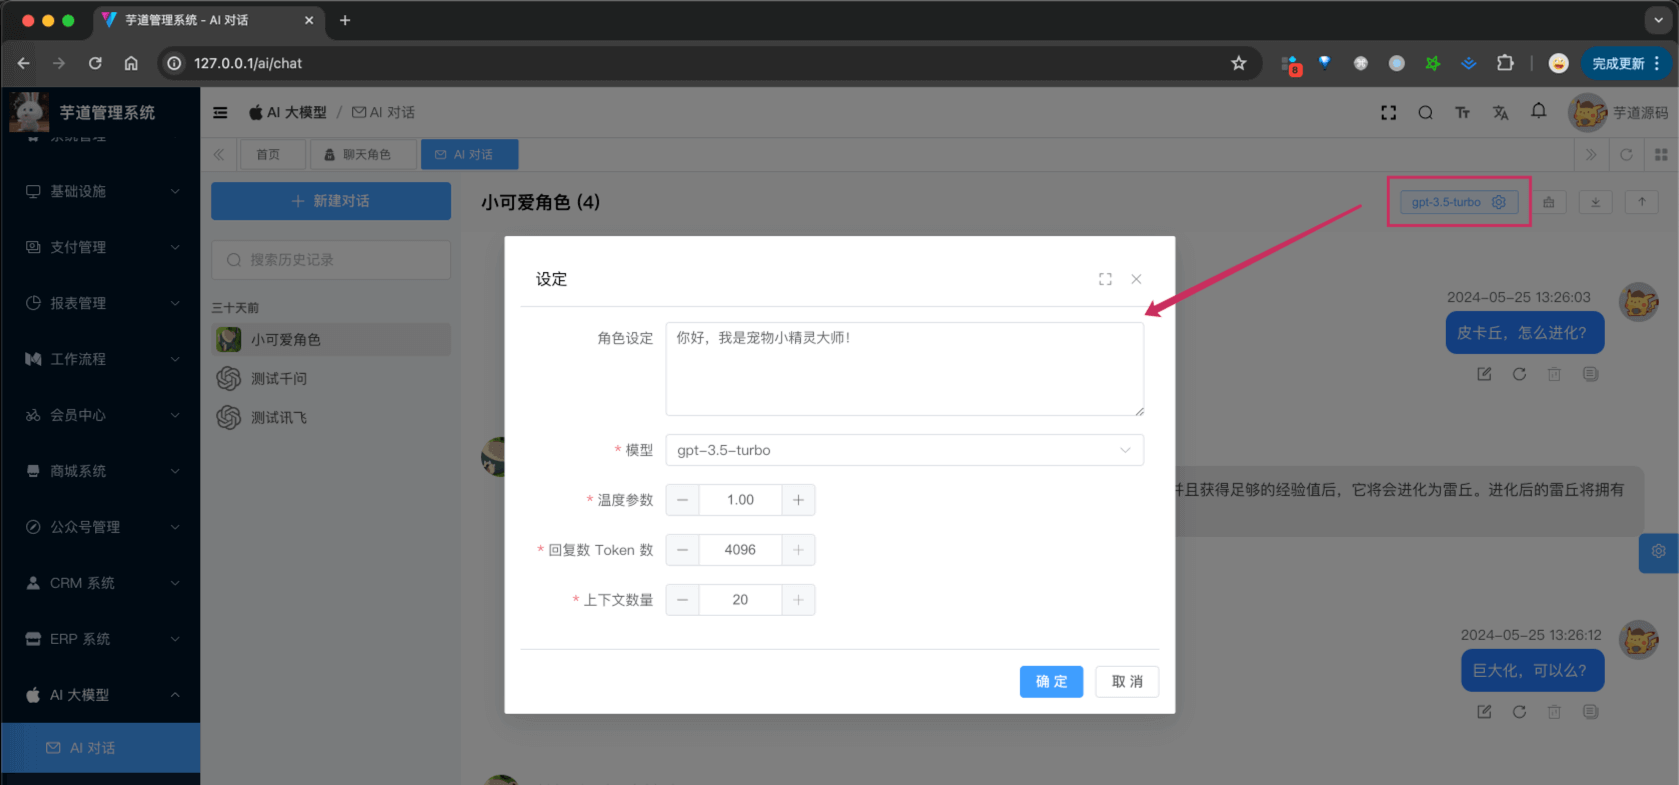 芋道管理系统 - AI 对话
127.0.0.1/ai/chat
8
完成更新
芋道管理系统
AI 大模型 / AI 对话
芋道源码
系统管理
首页
聊天角色
AI 对话
基础设施
支付管理
报表管理
工作流程
会员中心
商城系统
公众号管理
CRM 系统
ERP 系统
AI 大模型
AI 对话
新建对话
搜索历史记录
三十天前
小可爱角色
测试千问
测试讯飞
小可爱角色 (4)
gpt-3.5-turbo
2024-05-25 13:26:03
皮卡丘，怎么进化?
并且获得足够的经验值后，它将会进化为雷丘。进化后的雷丘将拥有
2024-05-25 13:26:12
巨大化，可以么?
设定
角色设定
你好，我是宠物小精灵大师!
* 模型
gpt-3.5-turbo
* 温度参数
1.00
* 回复数 Token 数
4096
* 上下文数量
20
确 定
取 消